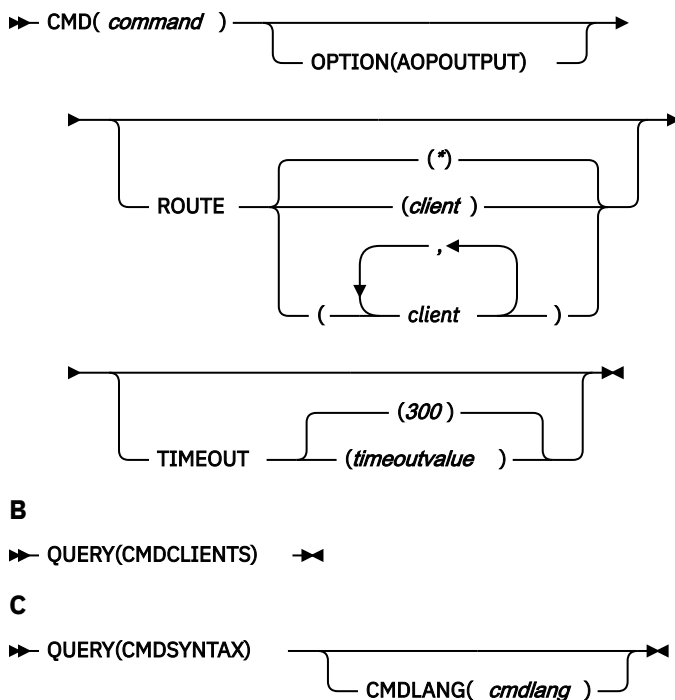 CMD( command )
OPTION(AOPOUTPUT)
(*)
ROUTE (client )
,
( client )
(300 )
TIMEOUT (timeoutvalue )
B
QUERY(CMDCLIENTS)
C
QUERY(CMDSYNTAX)
CMDLANG( cmdlang )